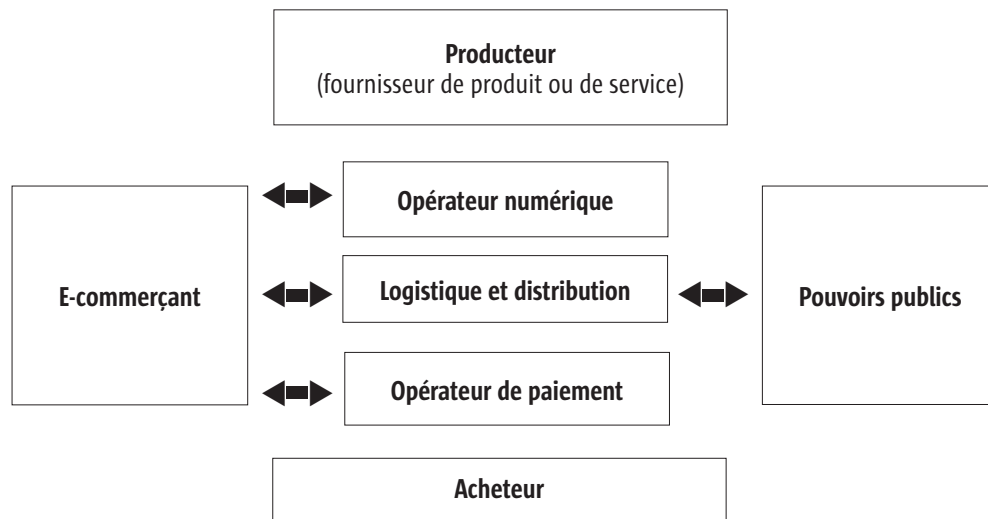 Producteur
(fournisseur de produit ou de service)
Opérateur numérique
E-commerçant
Logistique et distribution
Pouvoirs publics
Opérateur de paiement
Acheteur